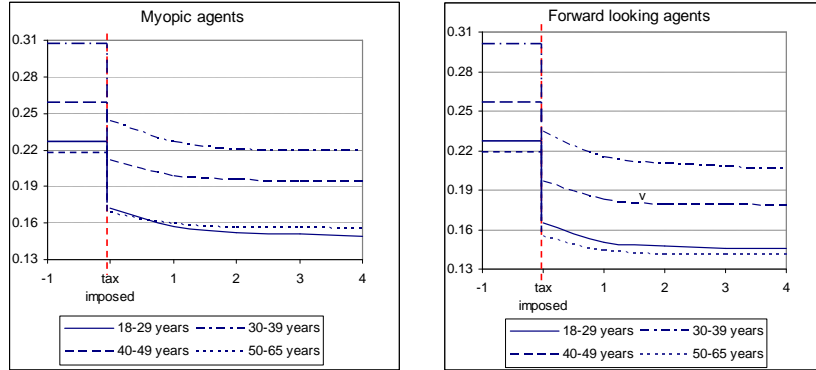 Myopic agents
0.31
0.28
0.25
0.22
0.19
0.16
0.13
-1
tax
imposed
1
2
3
4
18-29 years
30-39 years
40-49 years
50-65 years
Forward looking agents
0.31
0.28
0.25
0.22
0.19
0.16
0.13
v
-1
tax
imposed
1
2
3
4
18-29 years
30-39 years
40-49 years
50-65 years